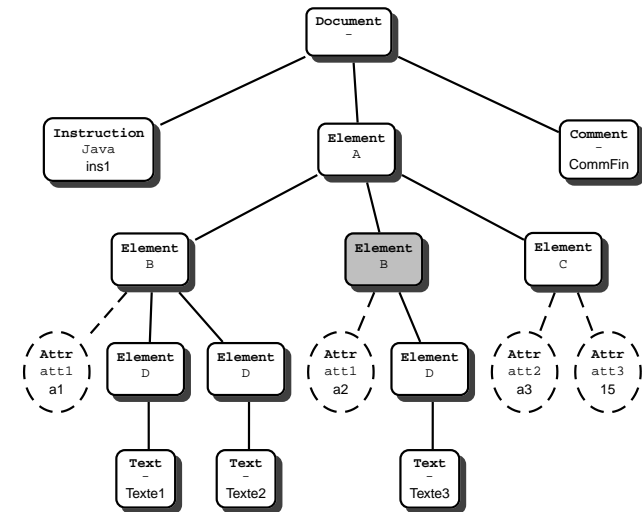 Document
-
Instruction
Java
ins1
Element
A
Comment
-
CommFin
Element
B
Element
B
Element
C
Attr
att1
a1
Element
D
Element
D
Attr
att1
a2
Element
D
Attr
att2
a3
Attr
att3
15
Text
-
Texte1
Text
-
Texte2
Text
-
Texte3